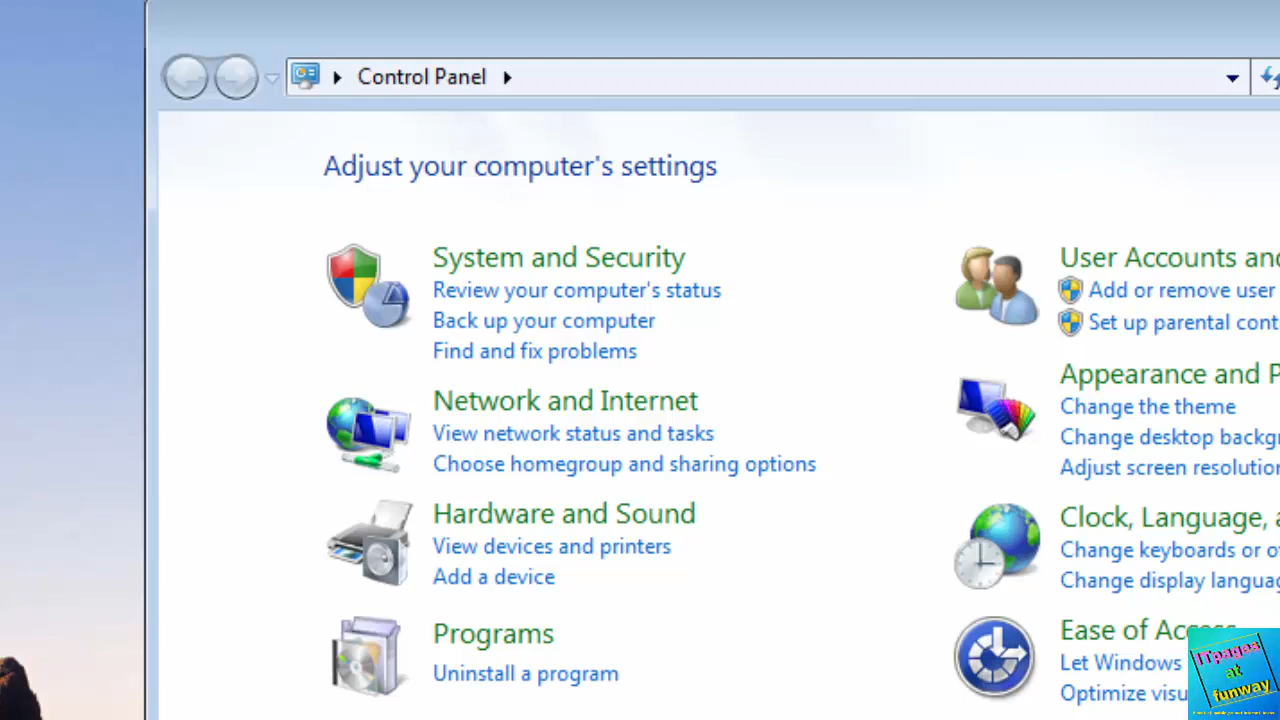 Control Panel
Adjust your computer's settings
System and Security
Review your computer's status
Back up your computer
Find and fix problems
Network and Internet
View network status and tasks
Choose homegroup and sharing options
Hardware and Sound
View devices and printers
Add a device
Programs
Uninstall a program
User Accounts an
Add or remove user
Set up parental cont
Appearance and P
Change the theme
Change desktop backg
Adjust screen resolutio
Clock, Language, a
Change keyboards or o
Change display langua
Ease of Access
Let Windows
Optimize visu
ITpages
at
funway